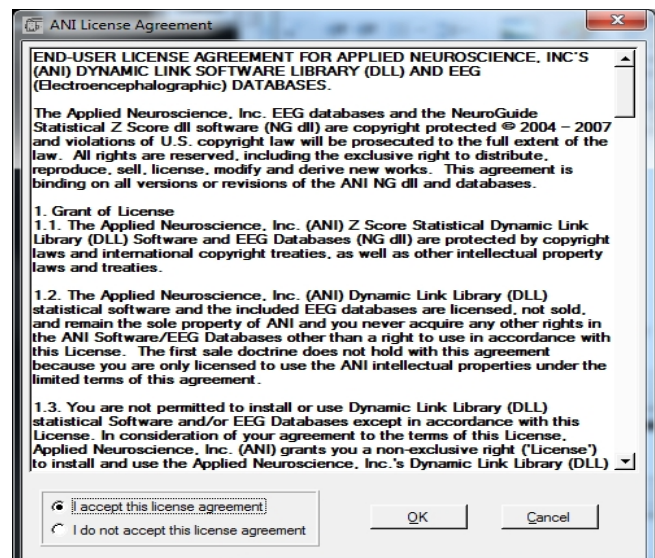 ANI License Agreement
END-USER LICENSE AGREEMENT FOR APPLIED NEUROSCIENCE, INC'S
(ANI) DYNAMIC LINK SOFTWARE LIBRARY (DLL) AND EEG
(Electroencephalographic) DATABASES.
The Applied Neuroscience, Inc. EEG databases and the NeuroGuide
Statistical Z Score dll software (NG dll) are copyright protected © 2004 - 2007
and violations of U.S. copyright law will be prosecuted to the full extent of the
law. All rights are reserved, including the exclusive right to distribute,
reproduce, sell, license, modify and derive new works. This agreement is
binding on all versions or revisions of the ANI NG dll and databases.
1. Grant of License
1.1. The Applied Neuroscience, Inc. (ANI) Z Score Statistical Dynamic Link
Library (DLL) Software and EEG Databases (NG dll) are protected by copyright
laws and international copyright treaties, as well as other intellectual property
laws and treaties.
1.2. The Applied Neuroscience, Inc. (ANI) Dynamic Link Library (DLL)
statistical software and the included EEG databases are licensed, not sold,
and remain the sole property of ANI and you never acquire any other rights in
the ANI Software/EEG Databases other than a right to use in accordance with
this License. The first sale doctrine does not hold with this agreement
because you are only licensed to use the ANI intellectual properties under the
limited terms of this agreement.
1.3. You are not permitted to install or use Dynamic Link Library (DLL)
statistical Software and/or EEG Databases except in accordance with this
License. In consideration of your agreement to the terms of this License,
Applied Neuroscience, Inc. (ANI) grants you a non-exclusive right ('License')
to install and use the Applied Neuroscience, Inc.'s Dynamic Link Library (DLL)
I accept this license agreement
I do not accept this license agreement
OK
Cancel